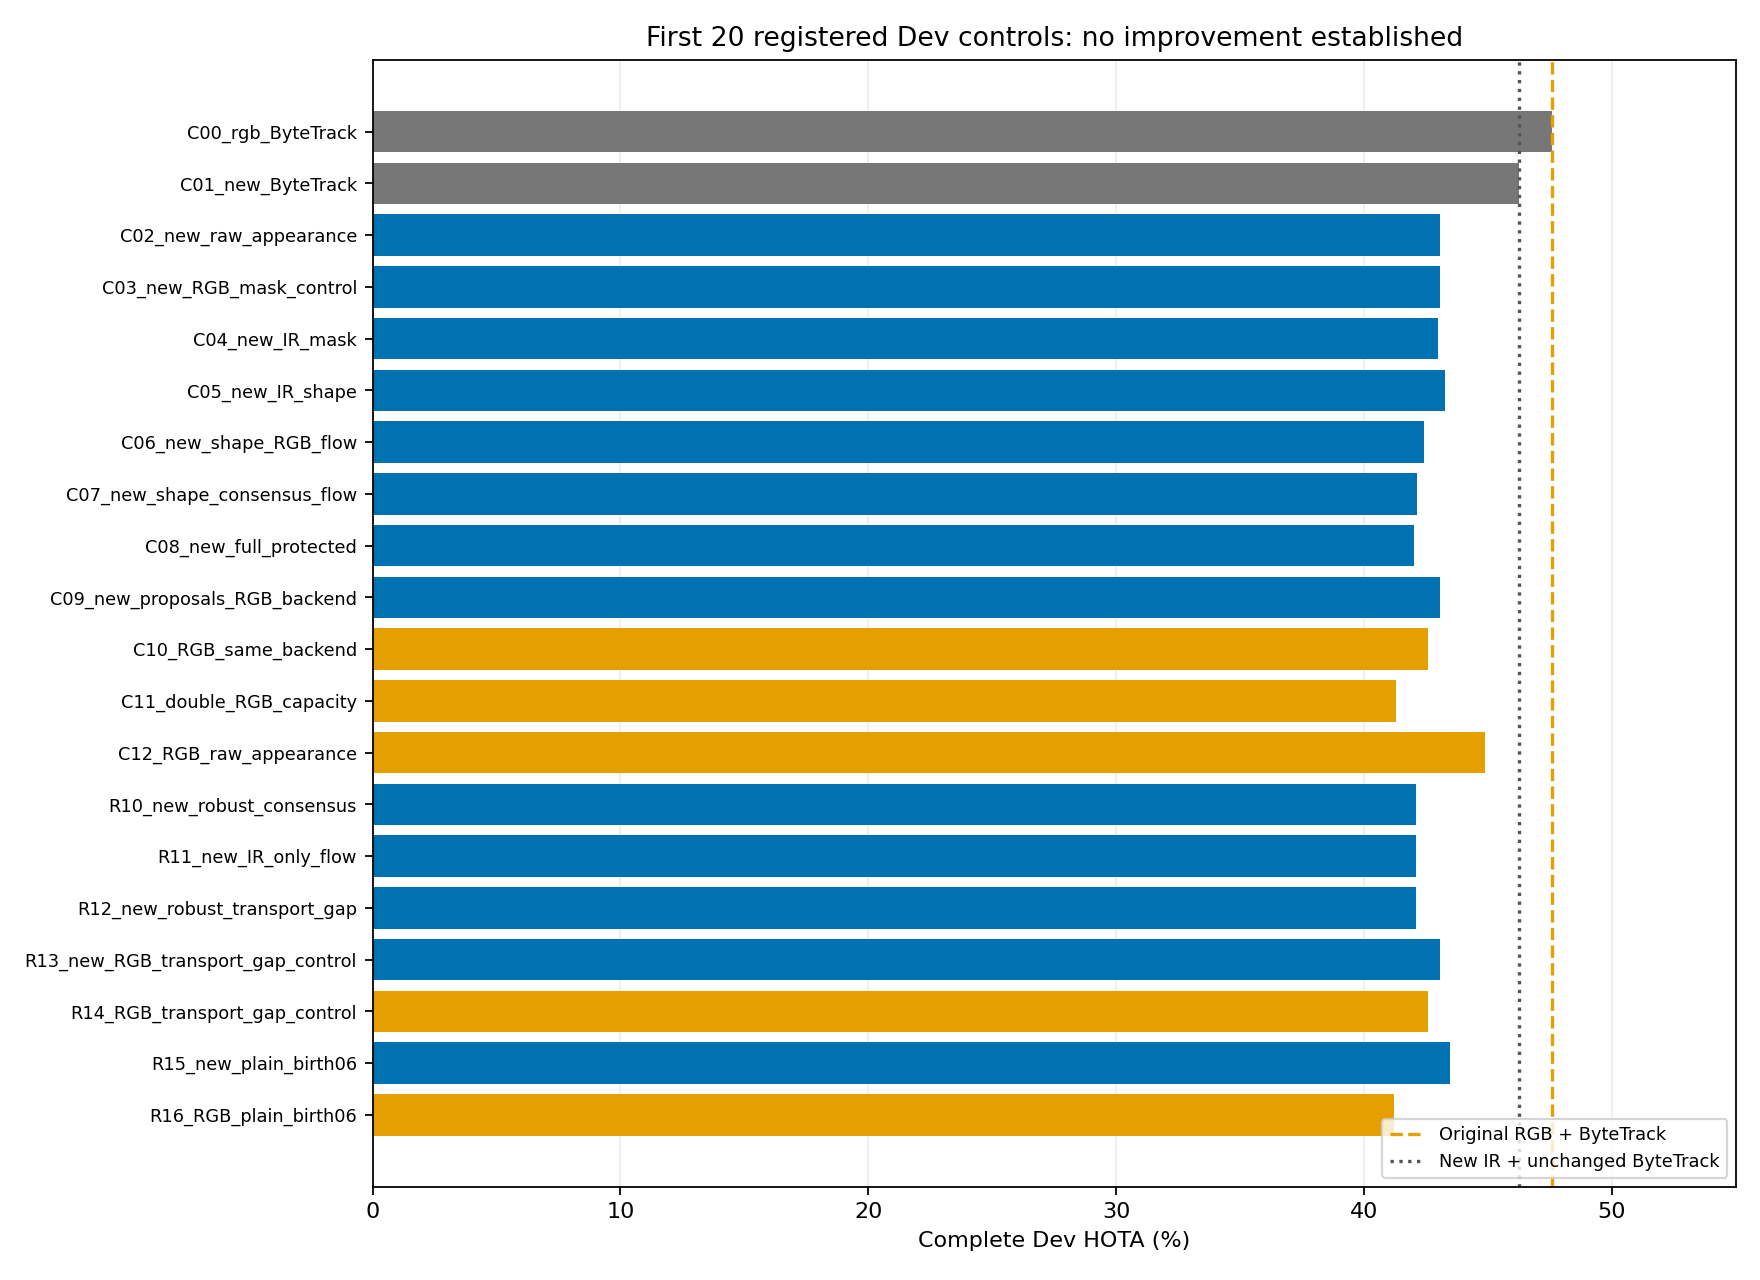 First 20 registered Dev controls: no improvement established
C00_rgb_ByteTrack
C01_new_ByteTrack
C02_new_raw_appearance
C03_new_RGB_mask_control
C04_new_IR_mask
C05_new_IR_shape
C06_new_shape_RGB_flow
C07_new_shape_consensus_flow
C08_new_full_protected
C09_new_proposals_RGB_backend
C10_RGB_same_backend
C11_double_RGB_capacity
C12_RGB_raw_appearance
R10_new_robust_consensus
R11_new_IR_only_flow
R12_new_robust_transport_gap
R13_new_RGB_transport_gap_control
R14_RGB_transport_gap_control
R15_new_plain_birth06
R16_RGB_plain_birth06
Original RGB + ByteTrack
New IR + unchanged ByteTrack
0 10 20 30 40 50
Complete Dev HOTA (%)